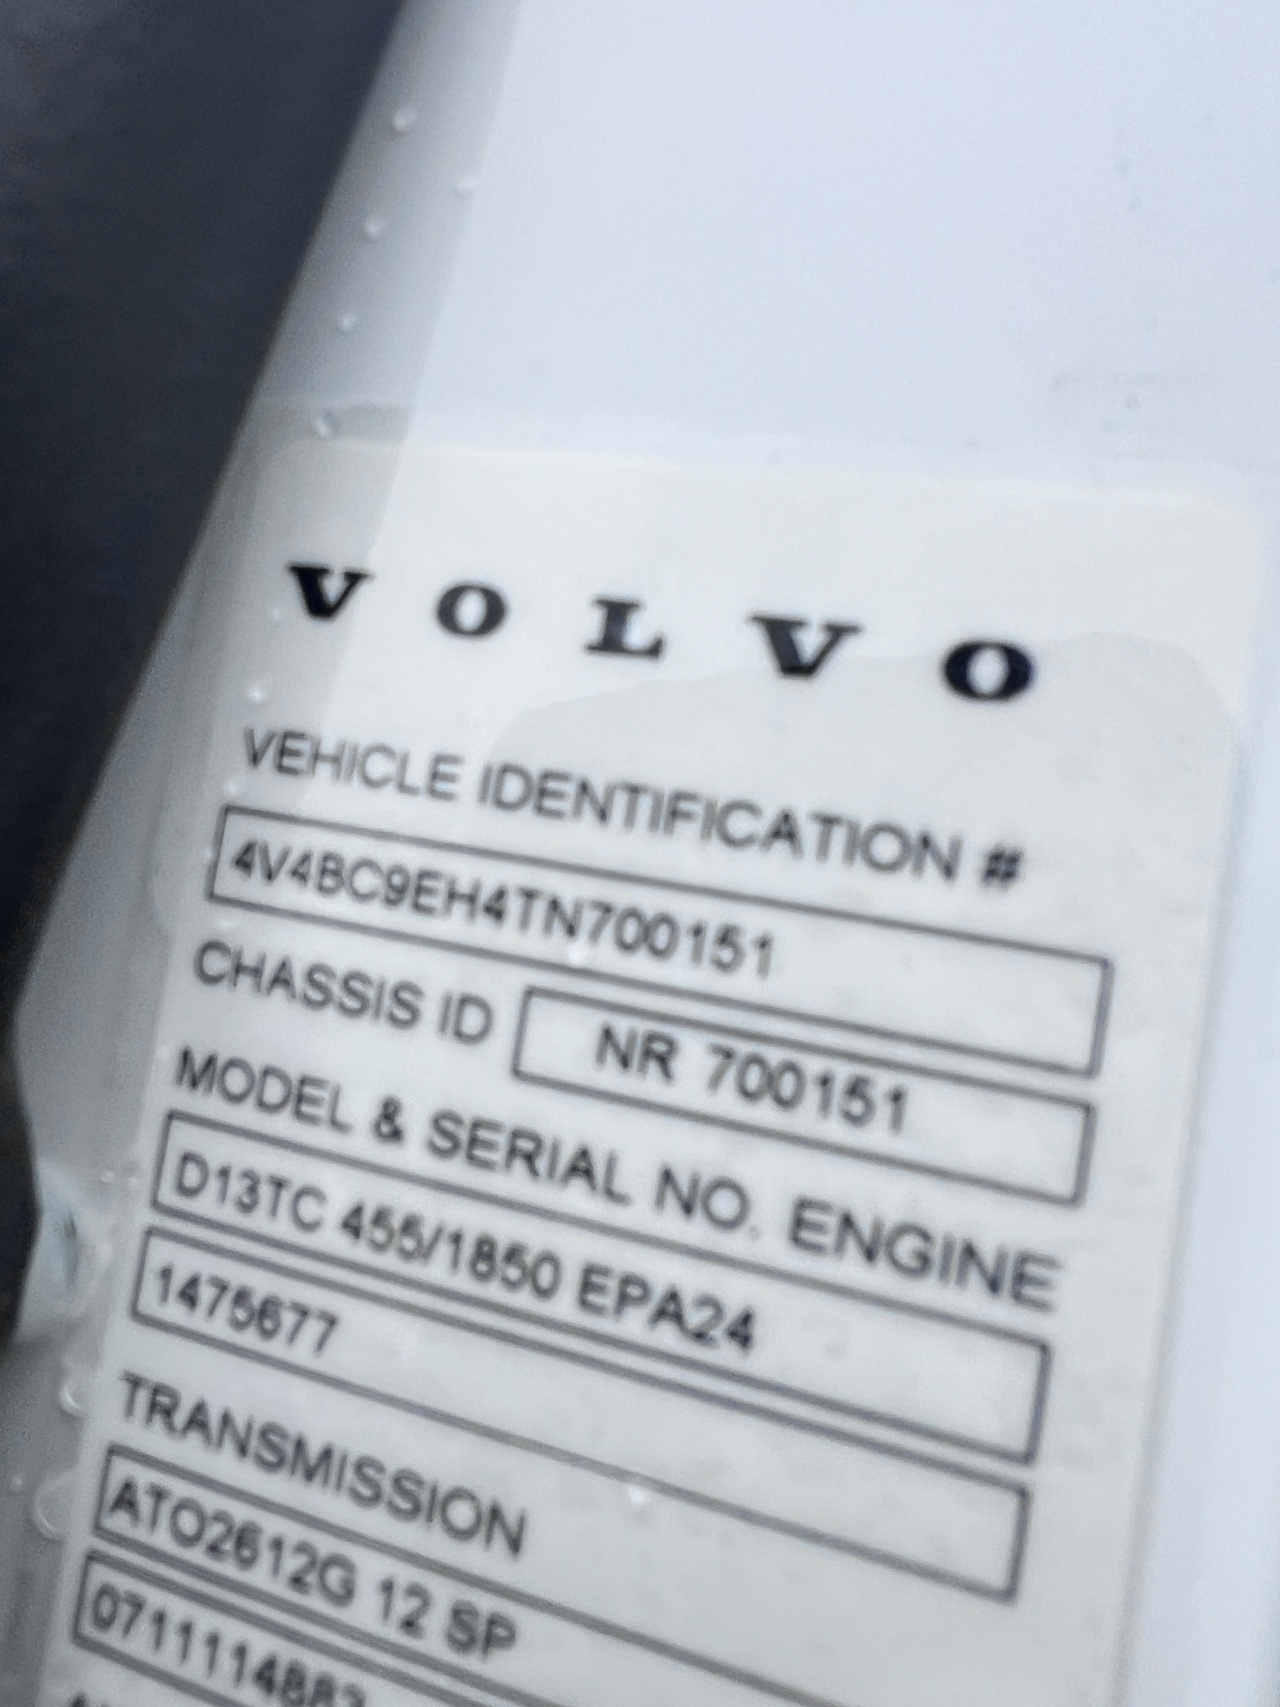 VOLVO
VEHICLE IDENTIFICATION #
4V4BC9EH4TN700151
CHASSIS ID NR 700151
MODEL & SERIAL NO. ENGINE
D13TC 455/1850 EPA24
1475677
TRANSMISSION
ATO2612G 12 SP